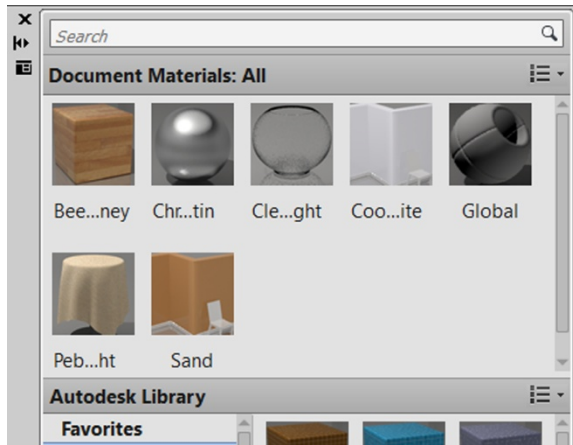 Search
Document Materials: All
Bee...ney Chr...tin Cle...ght Coo...ite Global
Peb...ht Sand
Autodesk Library
Favorites